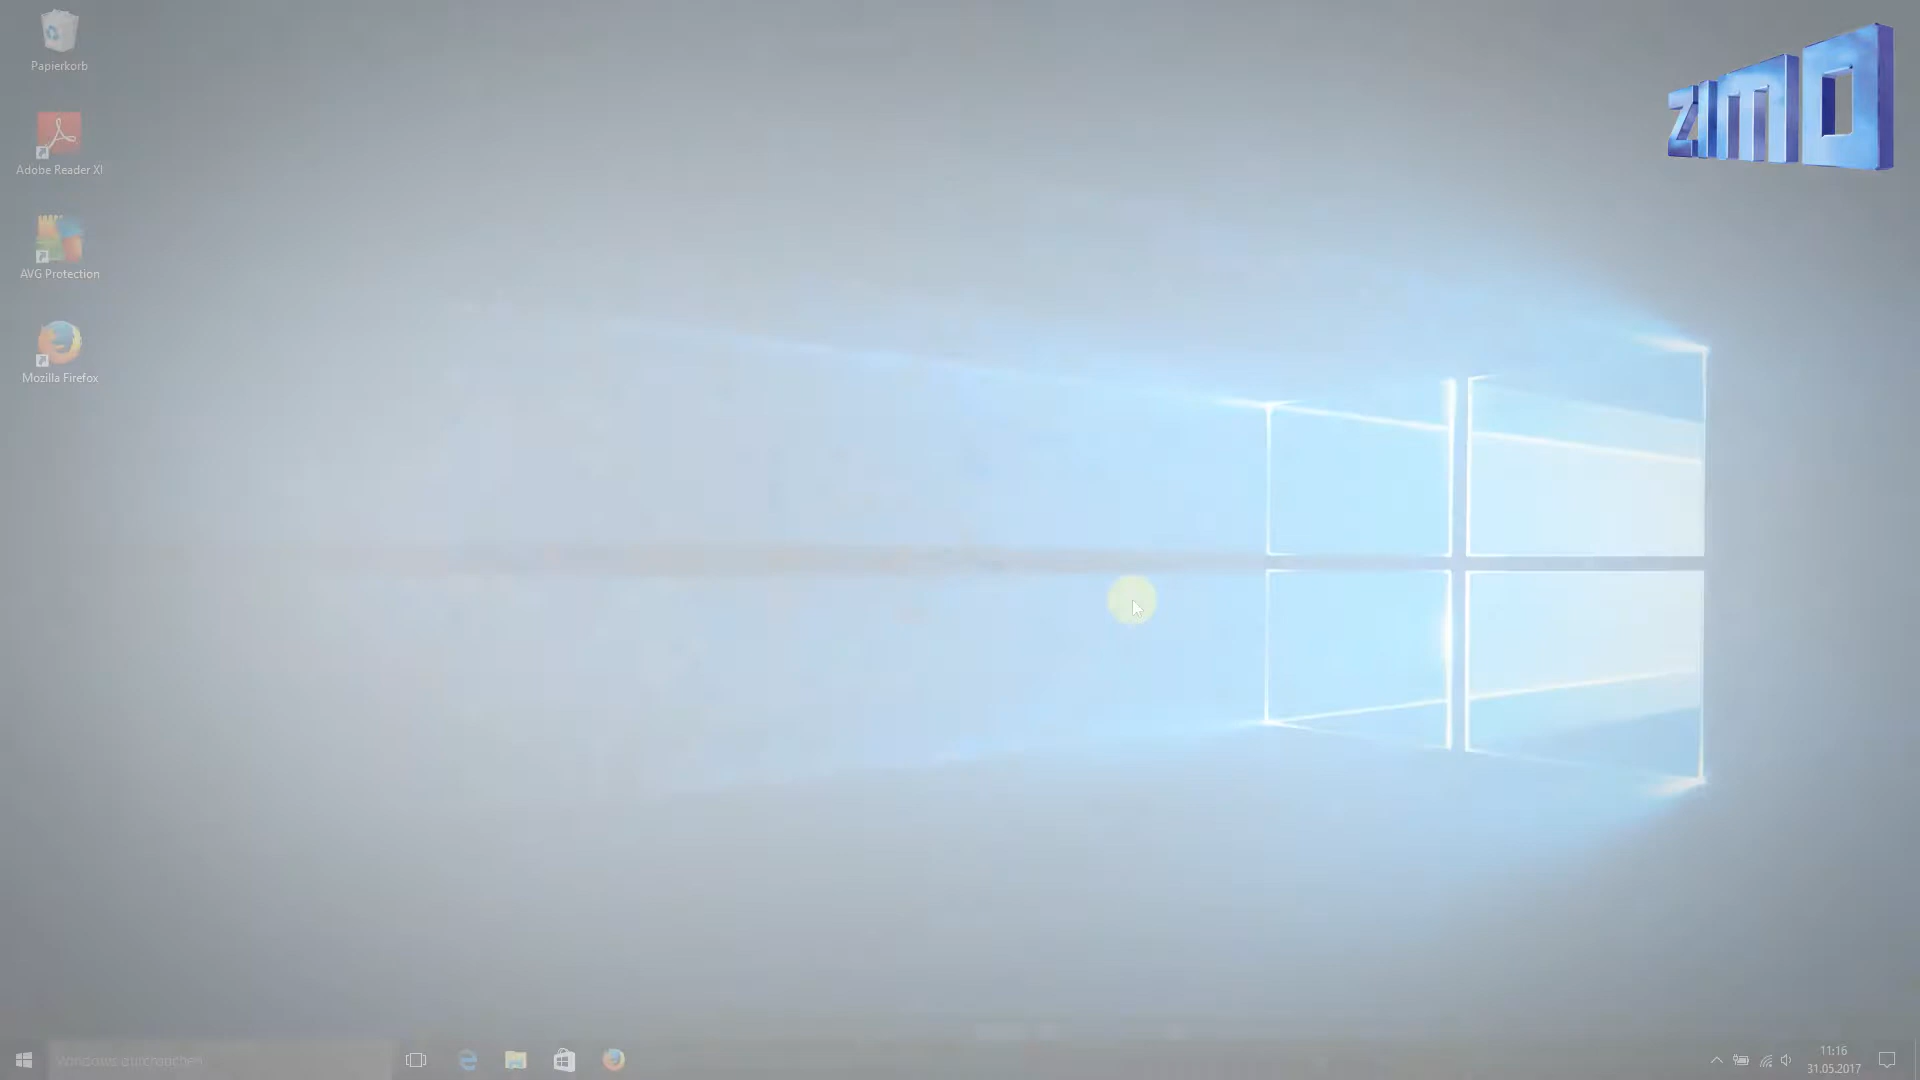 Papierkorb
ZIMO
Adobe Reader XI
AVG Protection
Mozilla Firefox
Windows durchsuchen
11:16
31.05.2017